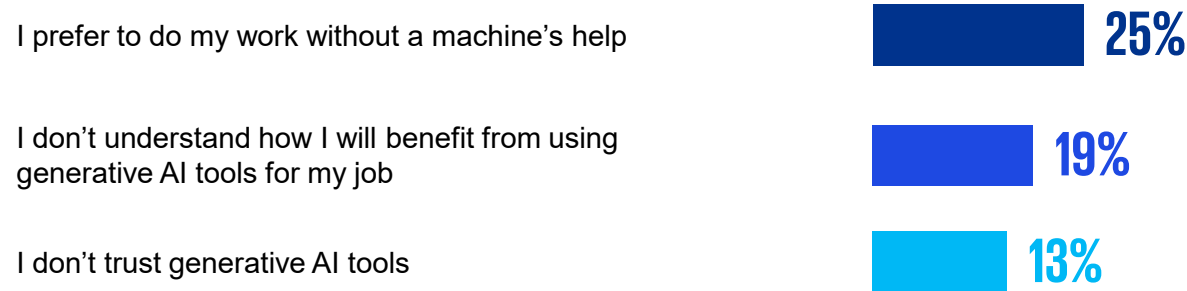 I prefer to do my work without a machine’s help
25%
I don’t understand how I will benefit from using
generative AI tools for my job
19%
I don’t trust generative AI tools
13%